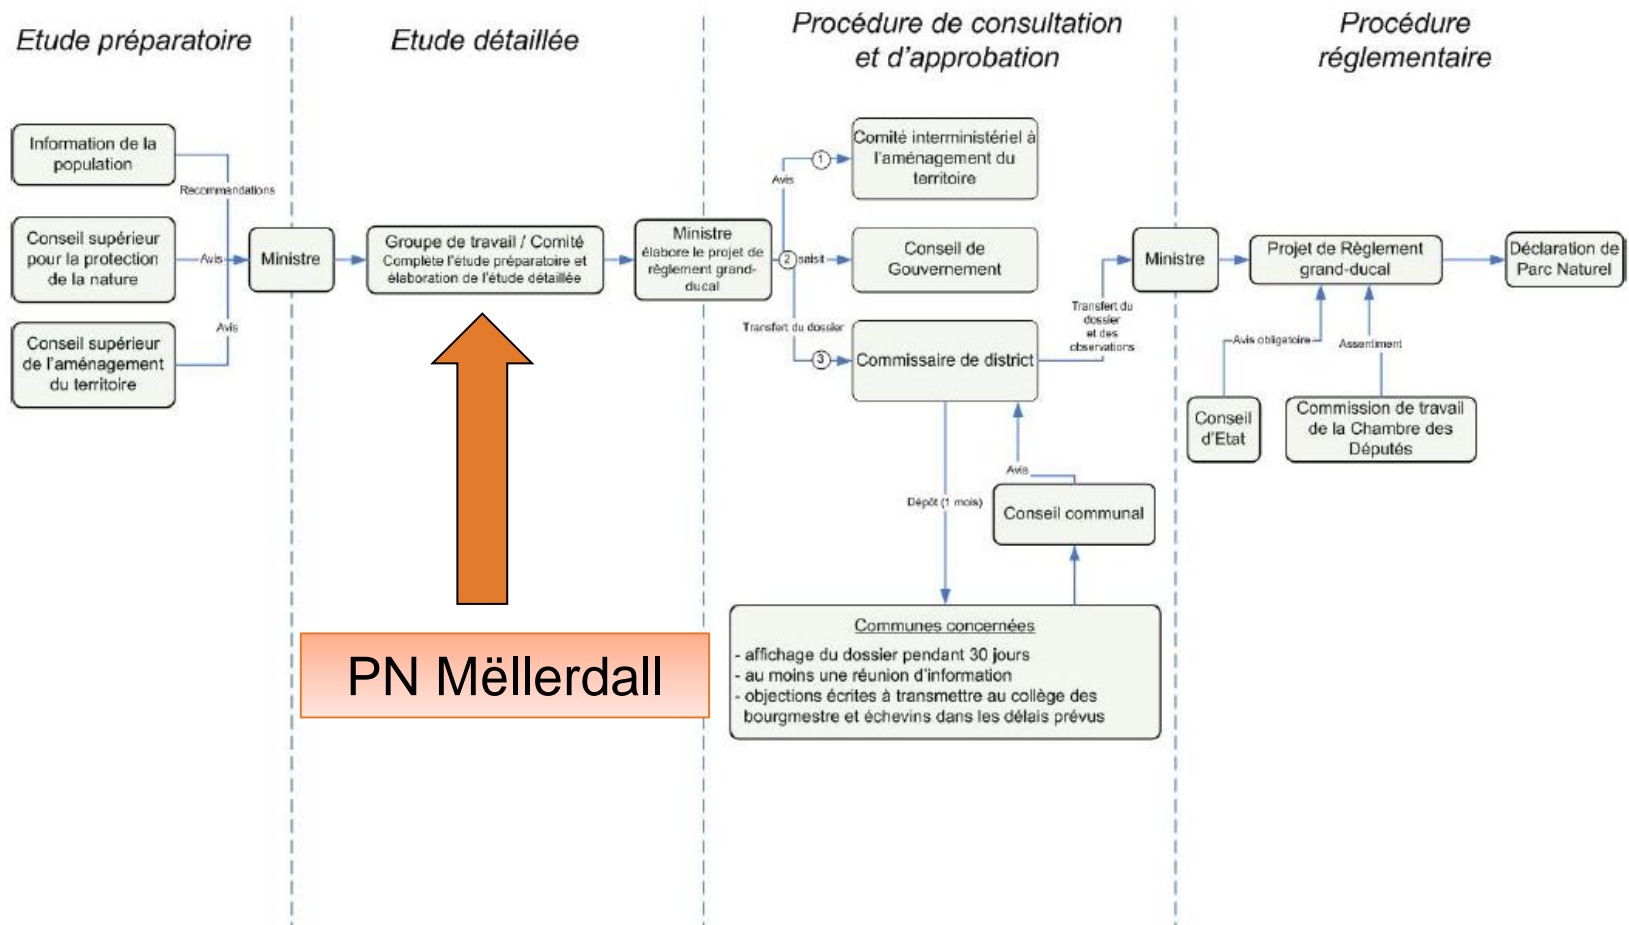 Etude préparatoire
Etude détaillée
Procédure de consultation
et d'approbation
Procédure
réglementaire
Information de la
population
Recommandations
Conseil supérieur
pour la protection
de la nature
Avis
Conseil supérieur
de l'aménagement
du territoire
Avis
Ministre
Groupe de travail / Comité
Complète l'étude préparatoire et
élaboration de l'étude détaillée
Ministre
élabore le projet de
règlement grand-
ducal
PN Mëllerdall
Avis
1
Comité interministériel à
l'aménagement du
territoire
2
saisit
Conseil de
Gouvernement
Transfert du dossier
3
Commissaire de district
Transfert du
dossier
et des
observations
Dépôt (1 mois)
Avis
Conseil communal
Communes concernées
- affichage du dossier pendant 30 jours
- au moins une réunion d'information
- objections écrites à transmettre au collège des
bourgmestre et échevins dans les délais prévus
Ministre
Projet de Règlement
grand-ducal
Déclaration de
Parc Naturel
Avis obligatoire
Assentiment
Conseil
d'Etat
Commission de travail
de la Chambre des
Députés